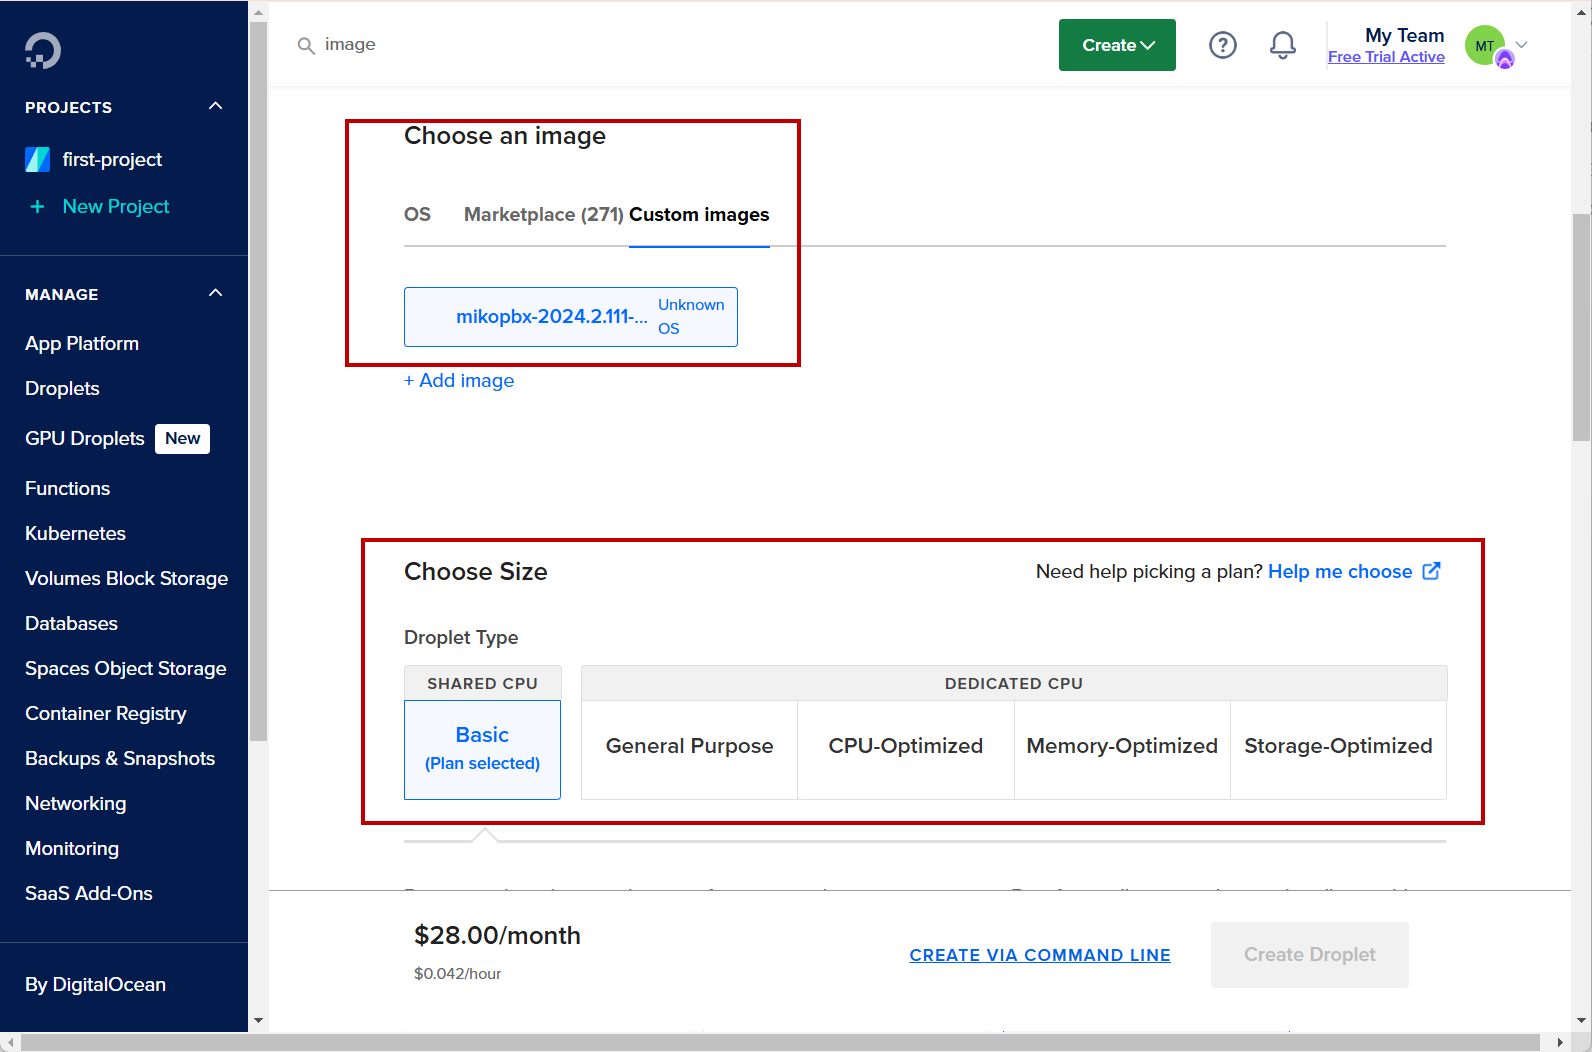 PROJECTS
first-project
+ New Project
MANAGE
App Platform
Droplets
GPU Droplets New
Functions
Kubernetes
Volumes Block Storage
Databases
Spaces Object Storage
Container Registry
Backups & Snapshots
Networking
Monitoring
SaaS Add-Ons
By DigitalOcean
image
Create
?
My Team
Free Trial Active
MT
Choose an image
OS Marketplace (271) Custom images
mikopbx-2024.2.111-... Unknown
OS
+ Add image
Choose Size
Need help picking a plan? Help me choose
Droplet Type
SHARED CPU
Basic
(Plan selected)
DEDICATED CPU
General Purpose CPU-Optimized Memory-Optimized Storage-Optimized
$28.00/month
$0.042/hour
CREATE VIA COMMAND LINE
Create Droplet